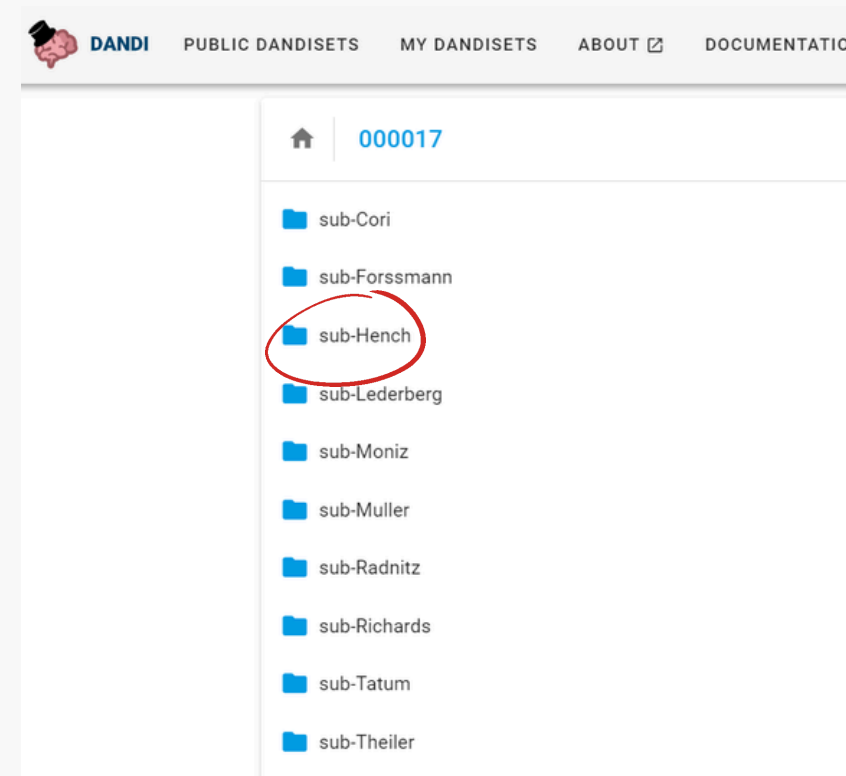 DANDI PUBLIC DANDISETS MY DANDISETS ABOUT DOCUMENTATIO
000017
sub-Cori
sub-Forssmann
sub-Hench
sub-Lederberg
sub-Moniz
sub-Muller
sub-Radnitz
sub-Richards
sub-Tatum
sub-Theiler